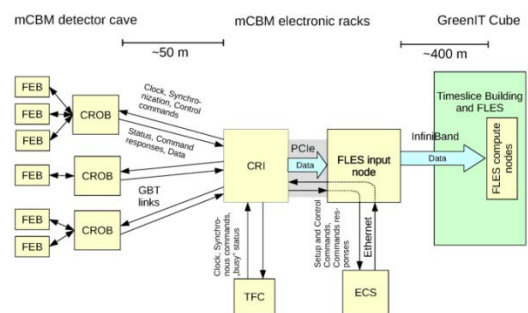 mCBM detector cave
mCBM electronic racks
GreenIT Cube
~50 m
~400 m
FEB
FEB
FEB
CROB
Clock, Synchro-
nization, Control
commands
Status, Command
responses, Data
FEB
CROB
GBT
links
FEB
FEB
CROB
CRI
PCIe
Data
FLES input
node
InfiniBand
Data
Timeslice Building
and FLES
FLES compute
nodes
Clock, Synchro-
nous commands,
„busy“ status
TFC
Setup and Control
Commands,
Commands res-
ponses
Ethernet
ECS